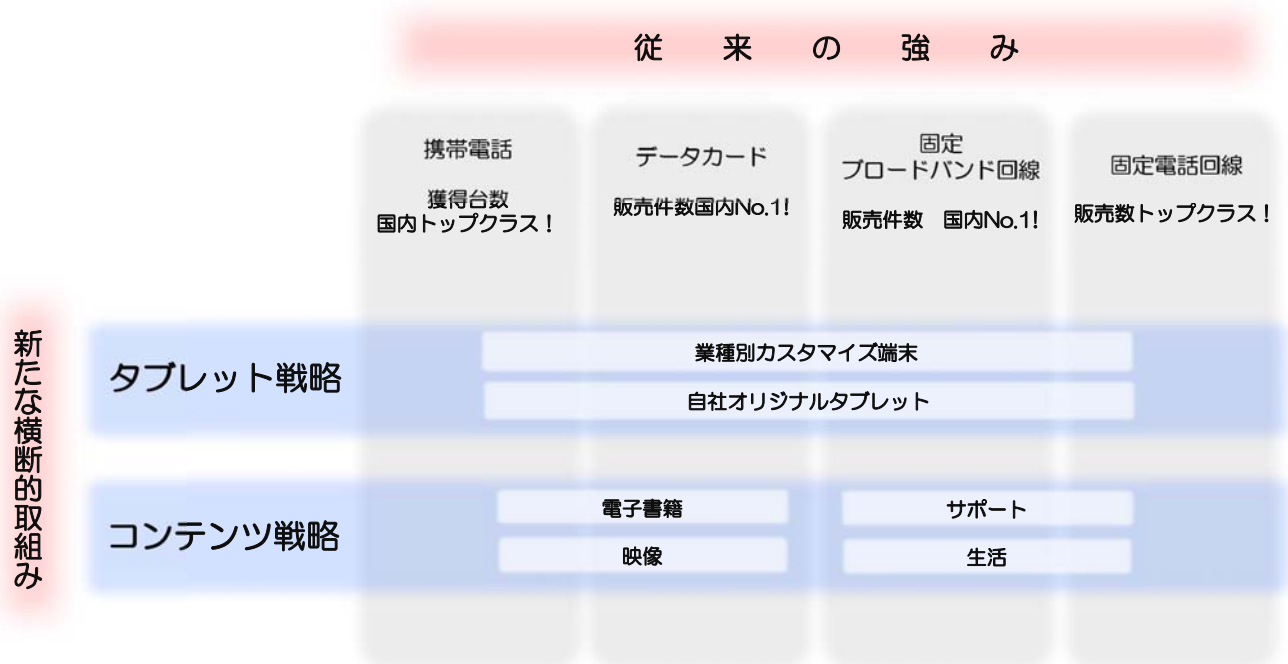 従来の強み
携帯電話
獲得台数
国内トップクラス！
データカード
販売件数国内No.1!
固定
ブロードバンド回線
販売件数　国内No.1!
固定電話回線
販売数トップクラス！
新たな横断的取組み
タブレット戦略
業種別カスタマイズ端末
自社オリジナルタブレット
コンテンツ戦略
電子書籍
サポート
映像
生活